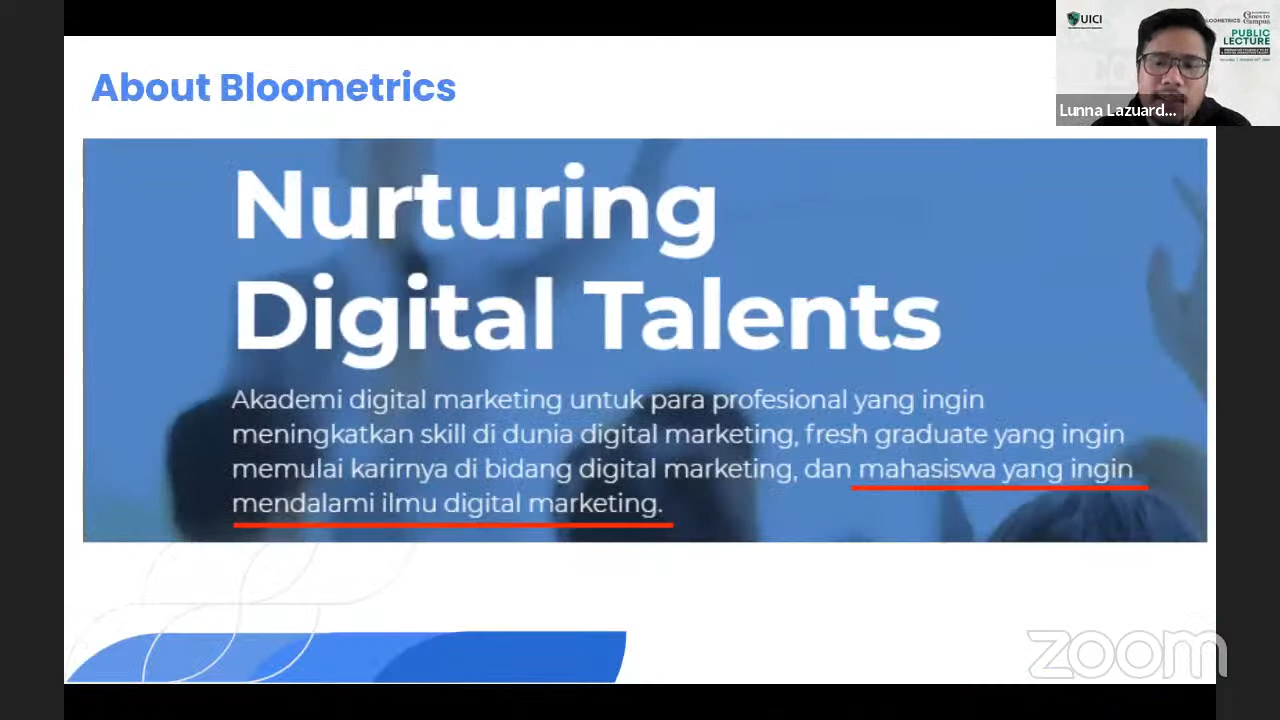 About Bloometrics
Nurturing
Digital Talents
Akademi digital marketing untuk para profesional yang ingin
meningkatkan skill di dunia digital marketing, fresh graduate yang ingin
memulai karirnya di bidang digital marketing, dan mahasiswa yang ingin
mendalami ilmu digital marketing.
UICI
PUBLIC
LECTURE
Lunna Lazuard...
zoom